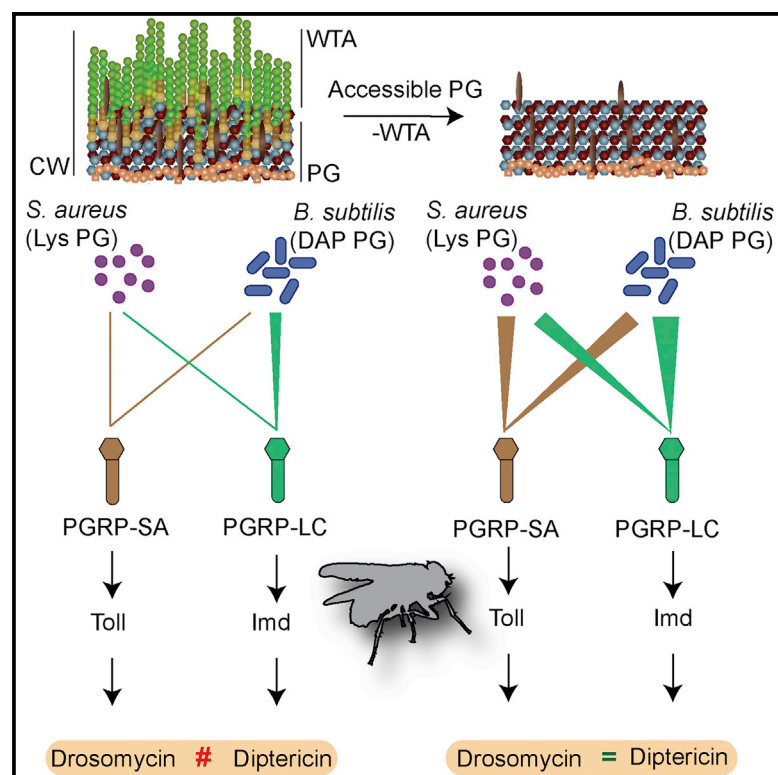 WTA
CW
PG
Accessible PG
-WTA
S. aureus
(Lys PG)
B. subtilis
(DAP PG)
S. aureus
(Lys PG)
B. subtilis
(DAP PG)
PGRP-SA
PGRP-LC
PGRP-SA
PGRP-LC
Toll
Imd
Toll
Imd
Drosomycin # Diptericin
Drosomycin = Diptericin